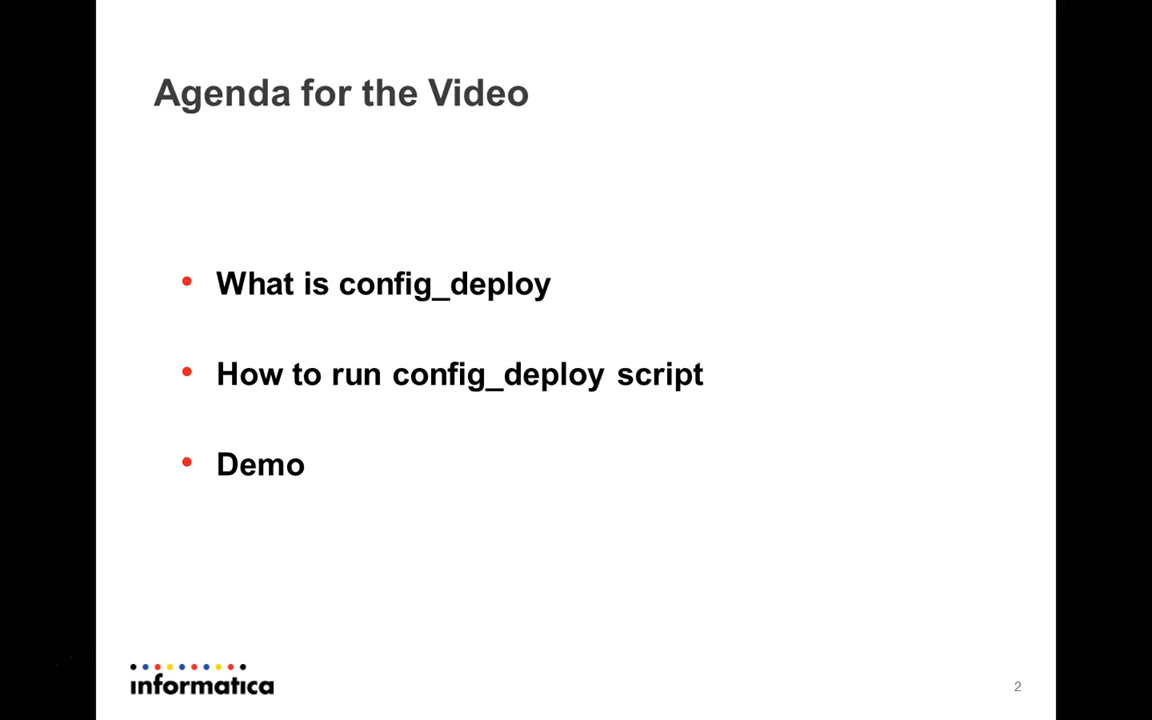 Agenda for the Video
• What is config_deploy
• How to run config_deploy script
• Demo
informatica
2